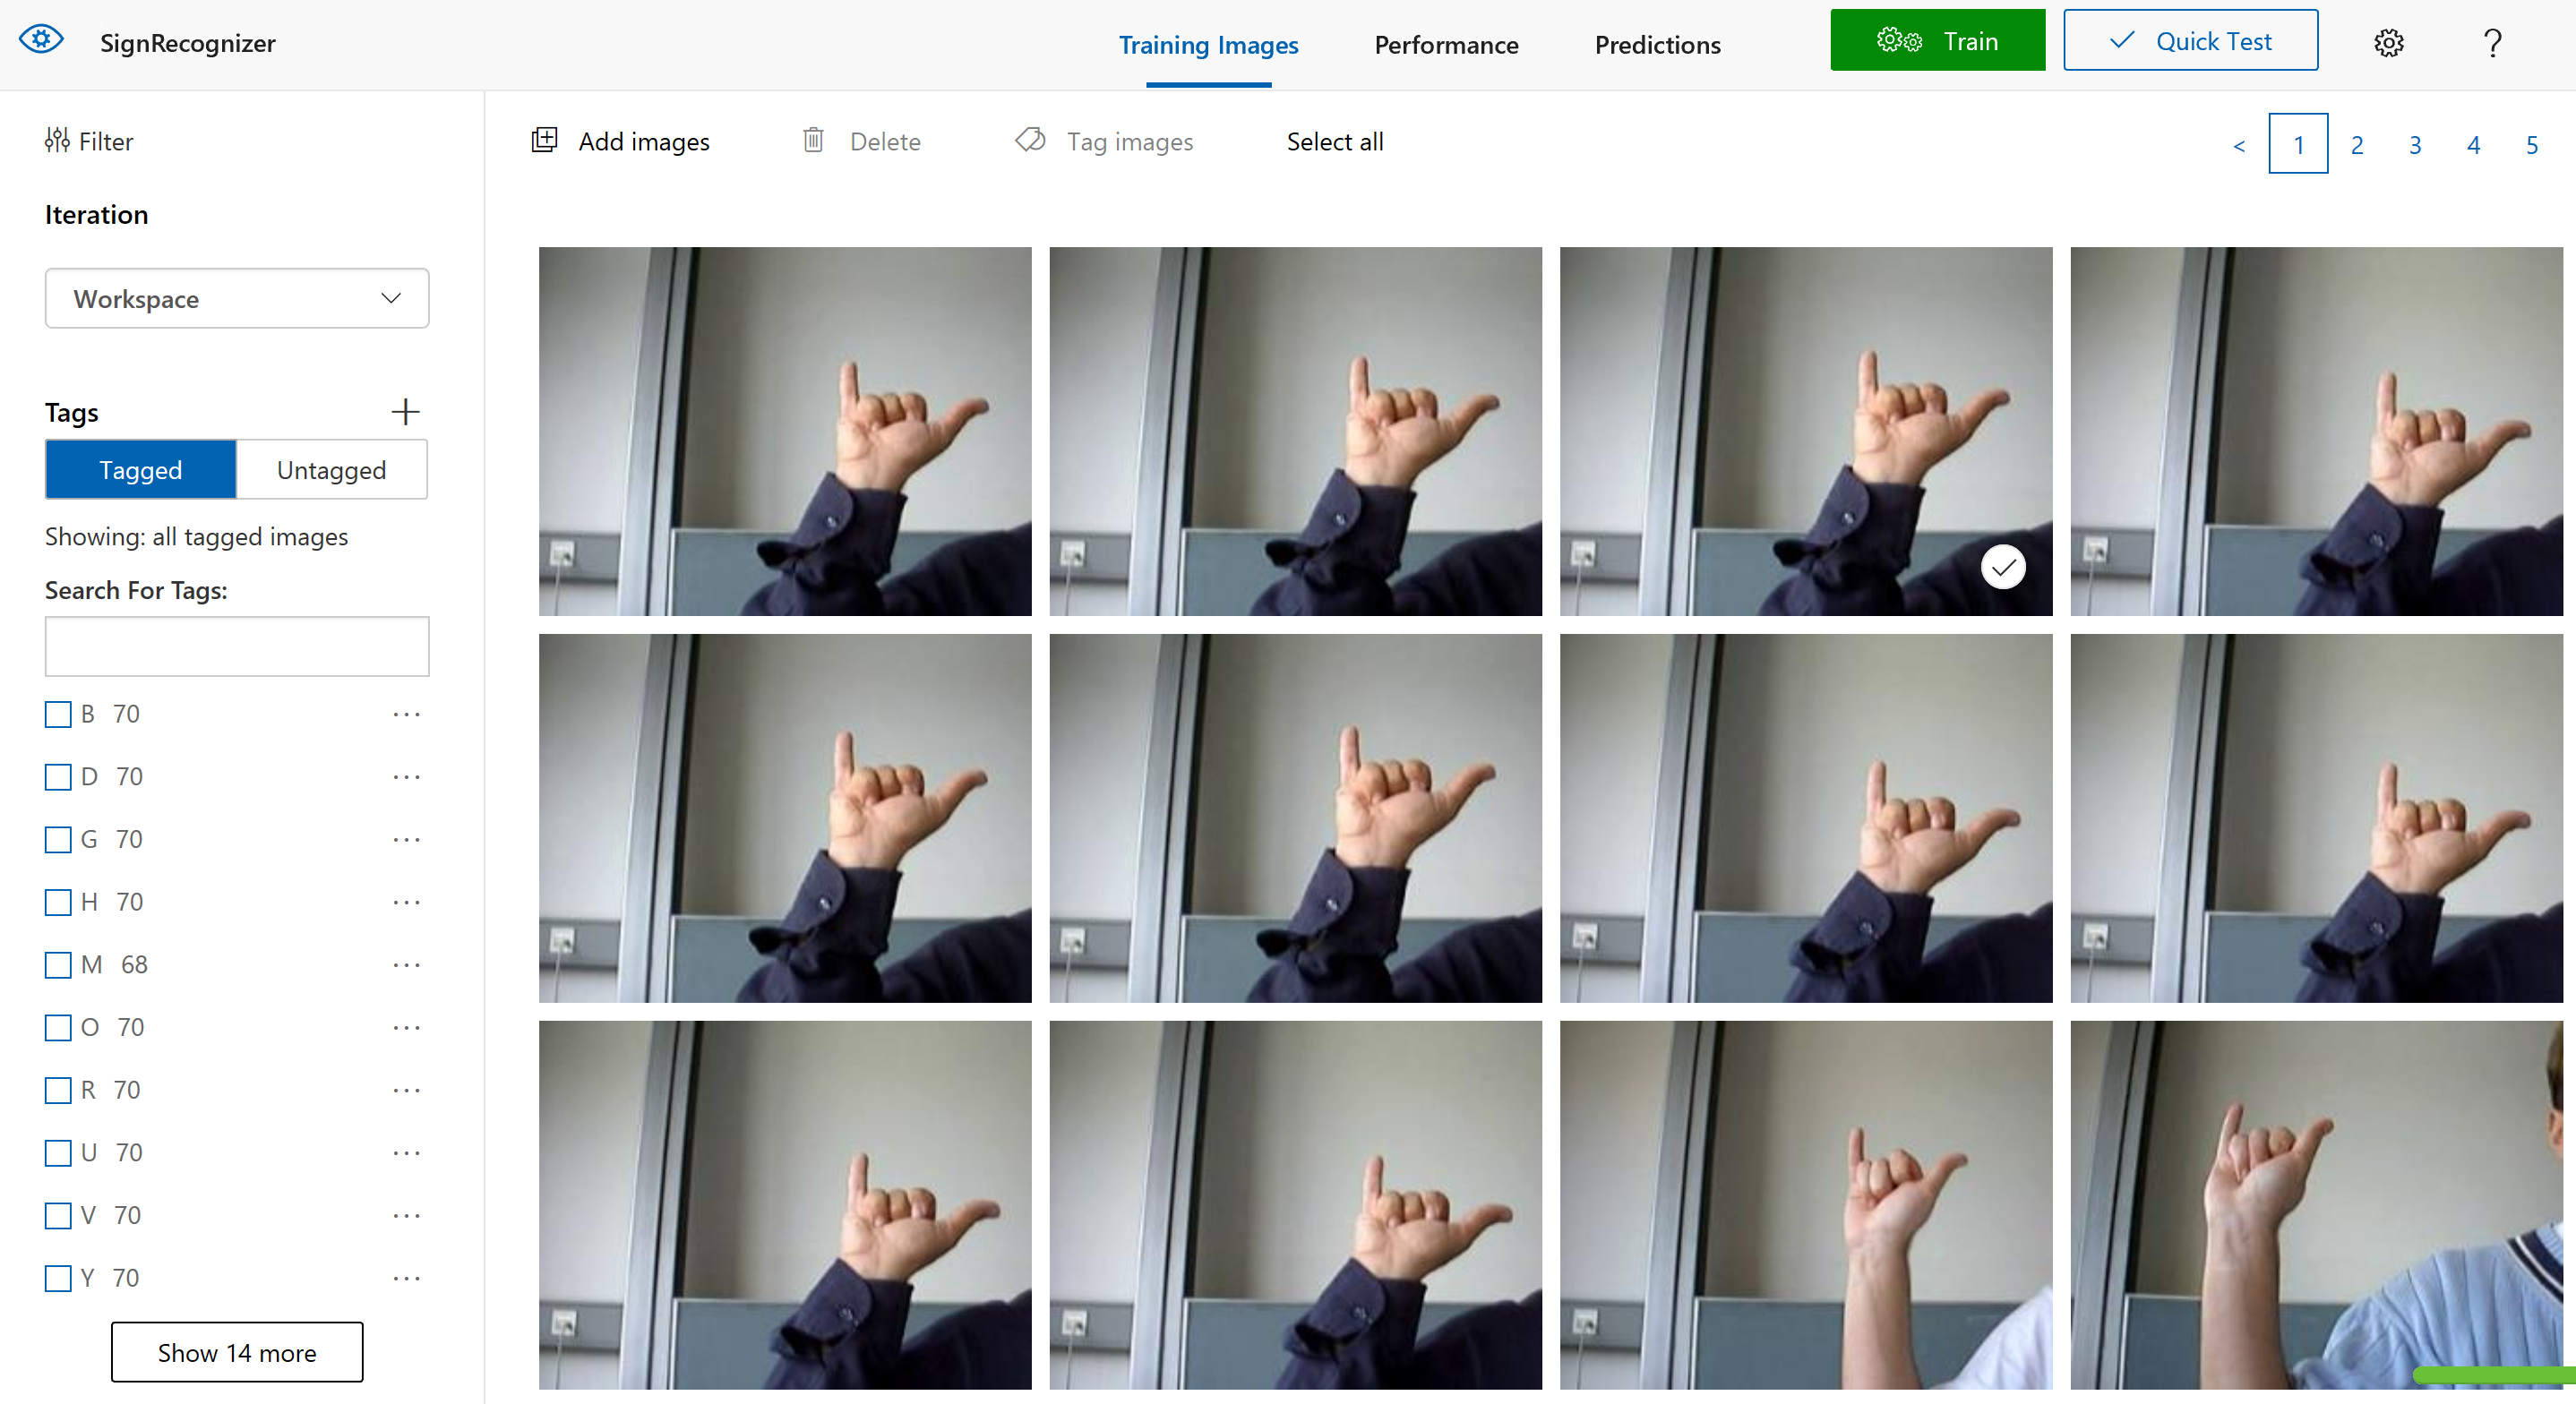 SignRecognizer
Training Images
Performance
Predictions
Train
Quick Test
?
Filter
Iteration
Workspace
Tags
Tagged
Untagged
Showing: all tagged images
Search For Tags:
B 70
D 70
G 70
H 70
M 68
O 70
R 70
U 70
V 70
Y 70
Show 14 more
Add images
Delete
Tag images
Select all
< 1 2 3 4 5